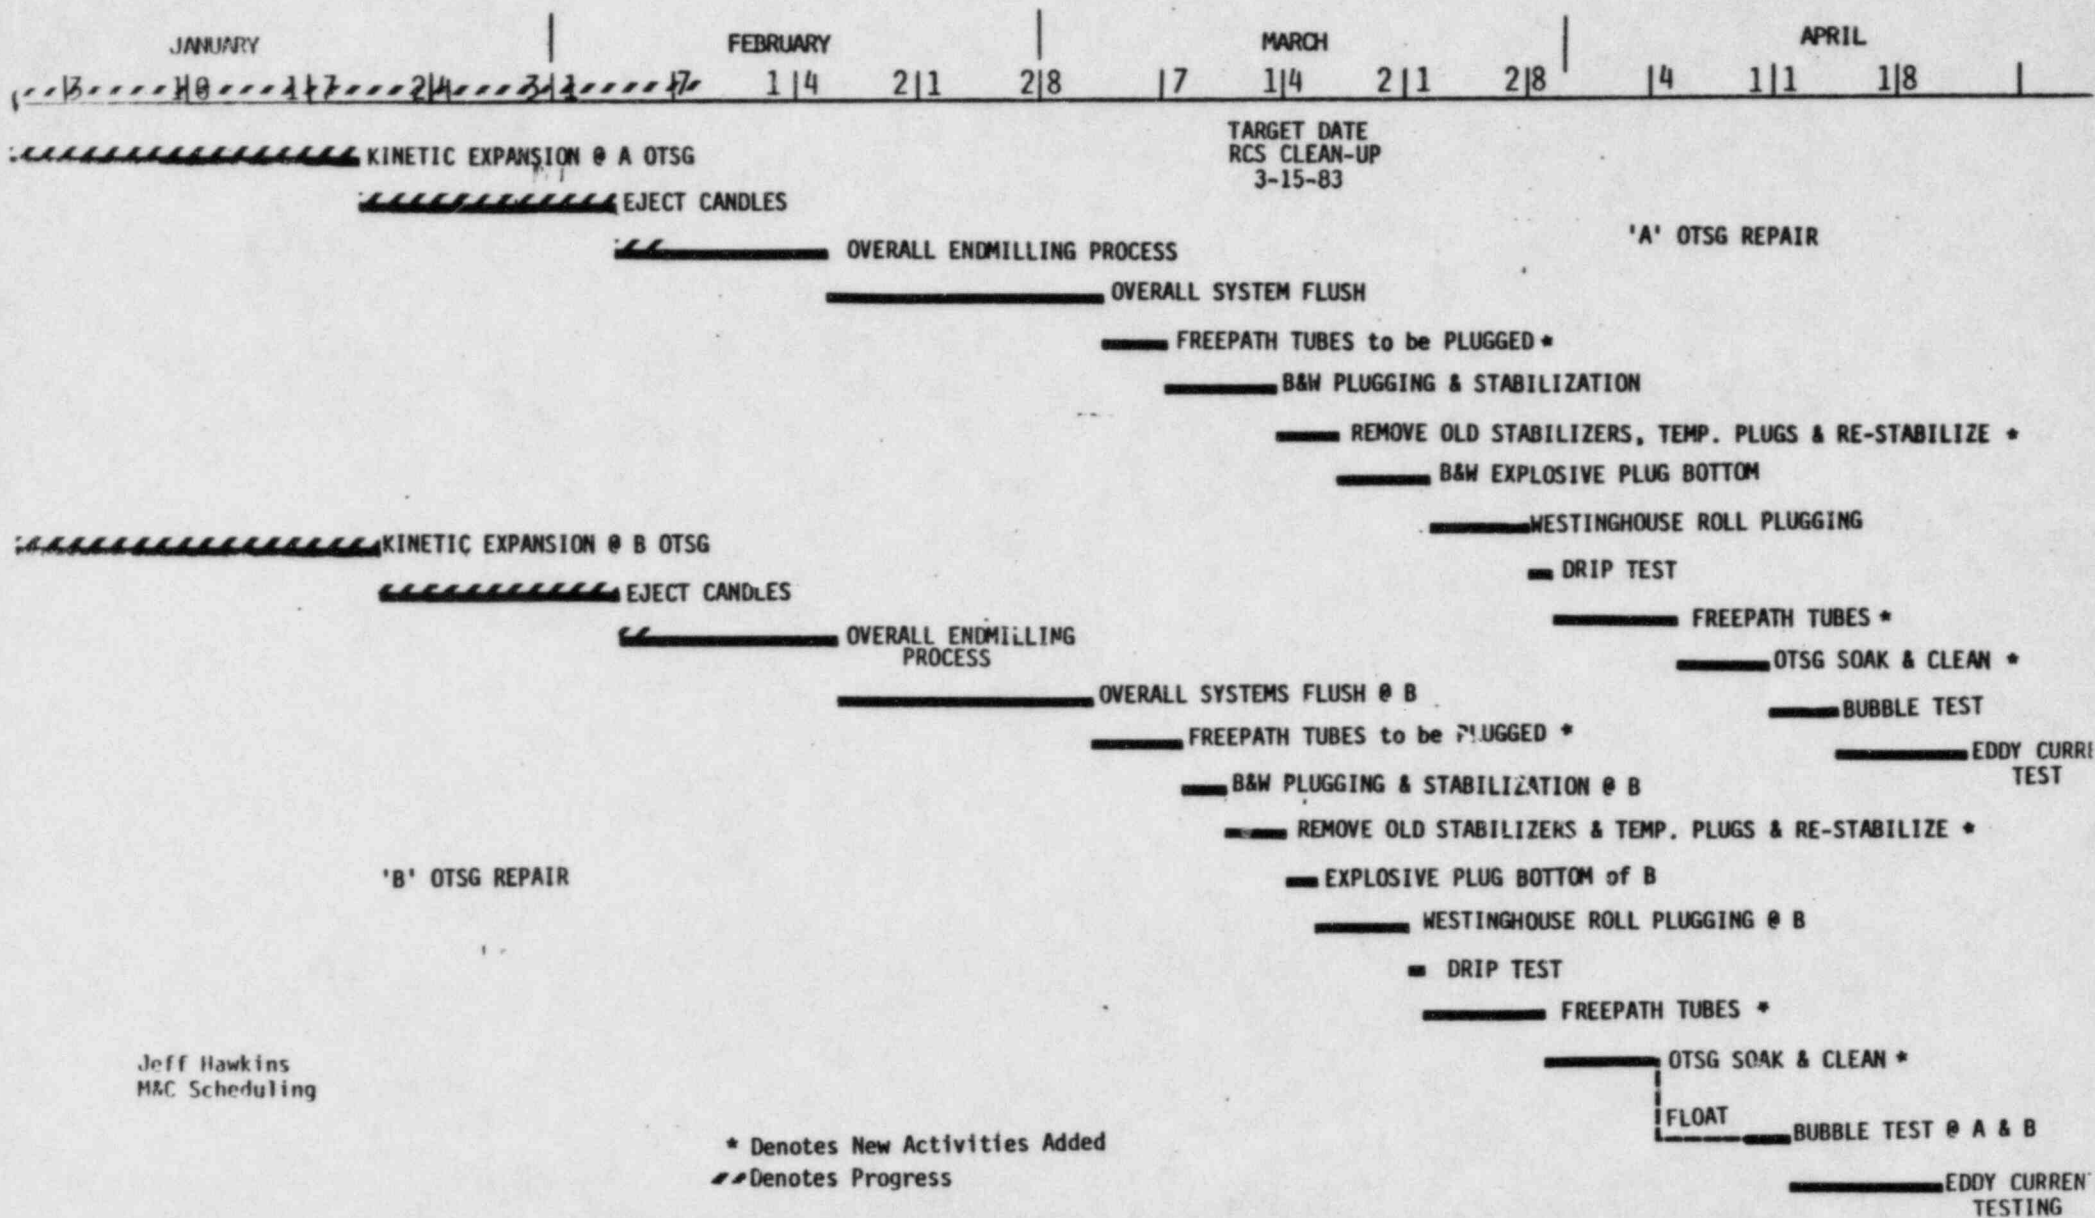 JANUARY FEBRUARY MARCH APRIL
3 10 17 24 31 7 14 21 28 7 14 21 28 4 11 18
TARGET DATE
RCS CLEAN-UP
3-15-83
KINETIC EXPANSION @ A OTSG
EJECT CANDLES
'A' OTSG REPAIR
OVERALL ENDMILLING PROCESS
OVERALL SYSTEM FLUSH
FREEPATH TUBES to be PLUGGED *
B&W PLUGGING & STABILIZATION
REMOVE OLD STABILIZERS, TEMP. PLUGS & RE-STABILIZE *
B&W EXPLOSIVE PLUG BOTTOM
WESTINGHOUSE ROLL PLUGGING
KINETIC EXPANSION @ B OTSG
DRIP TEST
EJECT CANDLES
FREEPATH TUBES *
OVERALL ENDMILLING
PROCESS
OTSG SOAK & CLEAN *
OVERALL SYSTEMS FLUSH @ B
BUBBLE TEST
FREEPATH TUBES to be PLUGGED *
EDDY CURRE
TEST
B&W PLUGGING & STABILIZATION @ B
REMOVE OLD STABILIZERS & TEMP. PLUGS & RE-STABILIZE *
'B' OTSG REPAIR
EXPLOSIVE PLUG BOTTOM of B
WESTINGHOUSE ROLL PLUGGING @ B
DRIP TEST
FREEPATH TUBES *
Jeff Hawkins
M&C Scheduling
OTSG SOAK & CLEAN *
FLOAT
BUBBLE TEST @ A & B
* Denotes New Activities Added
Denotes Progress
EDDY CURREN
TESTING